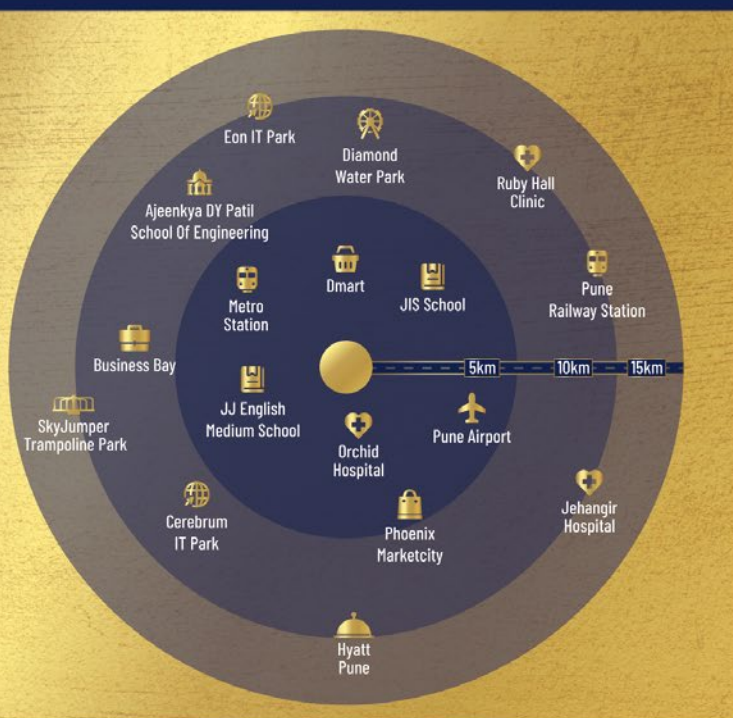 Eon IT Park
Diamond
Water Park
Ruby Hall
Clinic
Ajeenkya DY Patil
School Of Engineering
Dmart
JIS School
Metro
Station
Pune
Railway Station
Business Bay
5km
10km
15km
JJ English
Medium School
SkyJumper
Trampoline Park
Orchid
Hospital
Pune Airport
Cerebrum
IT Park
Phoenix
Marketcity
Jehangir
Hospital
Hyatt
Pune